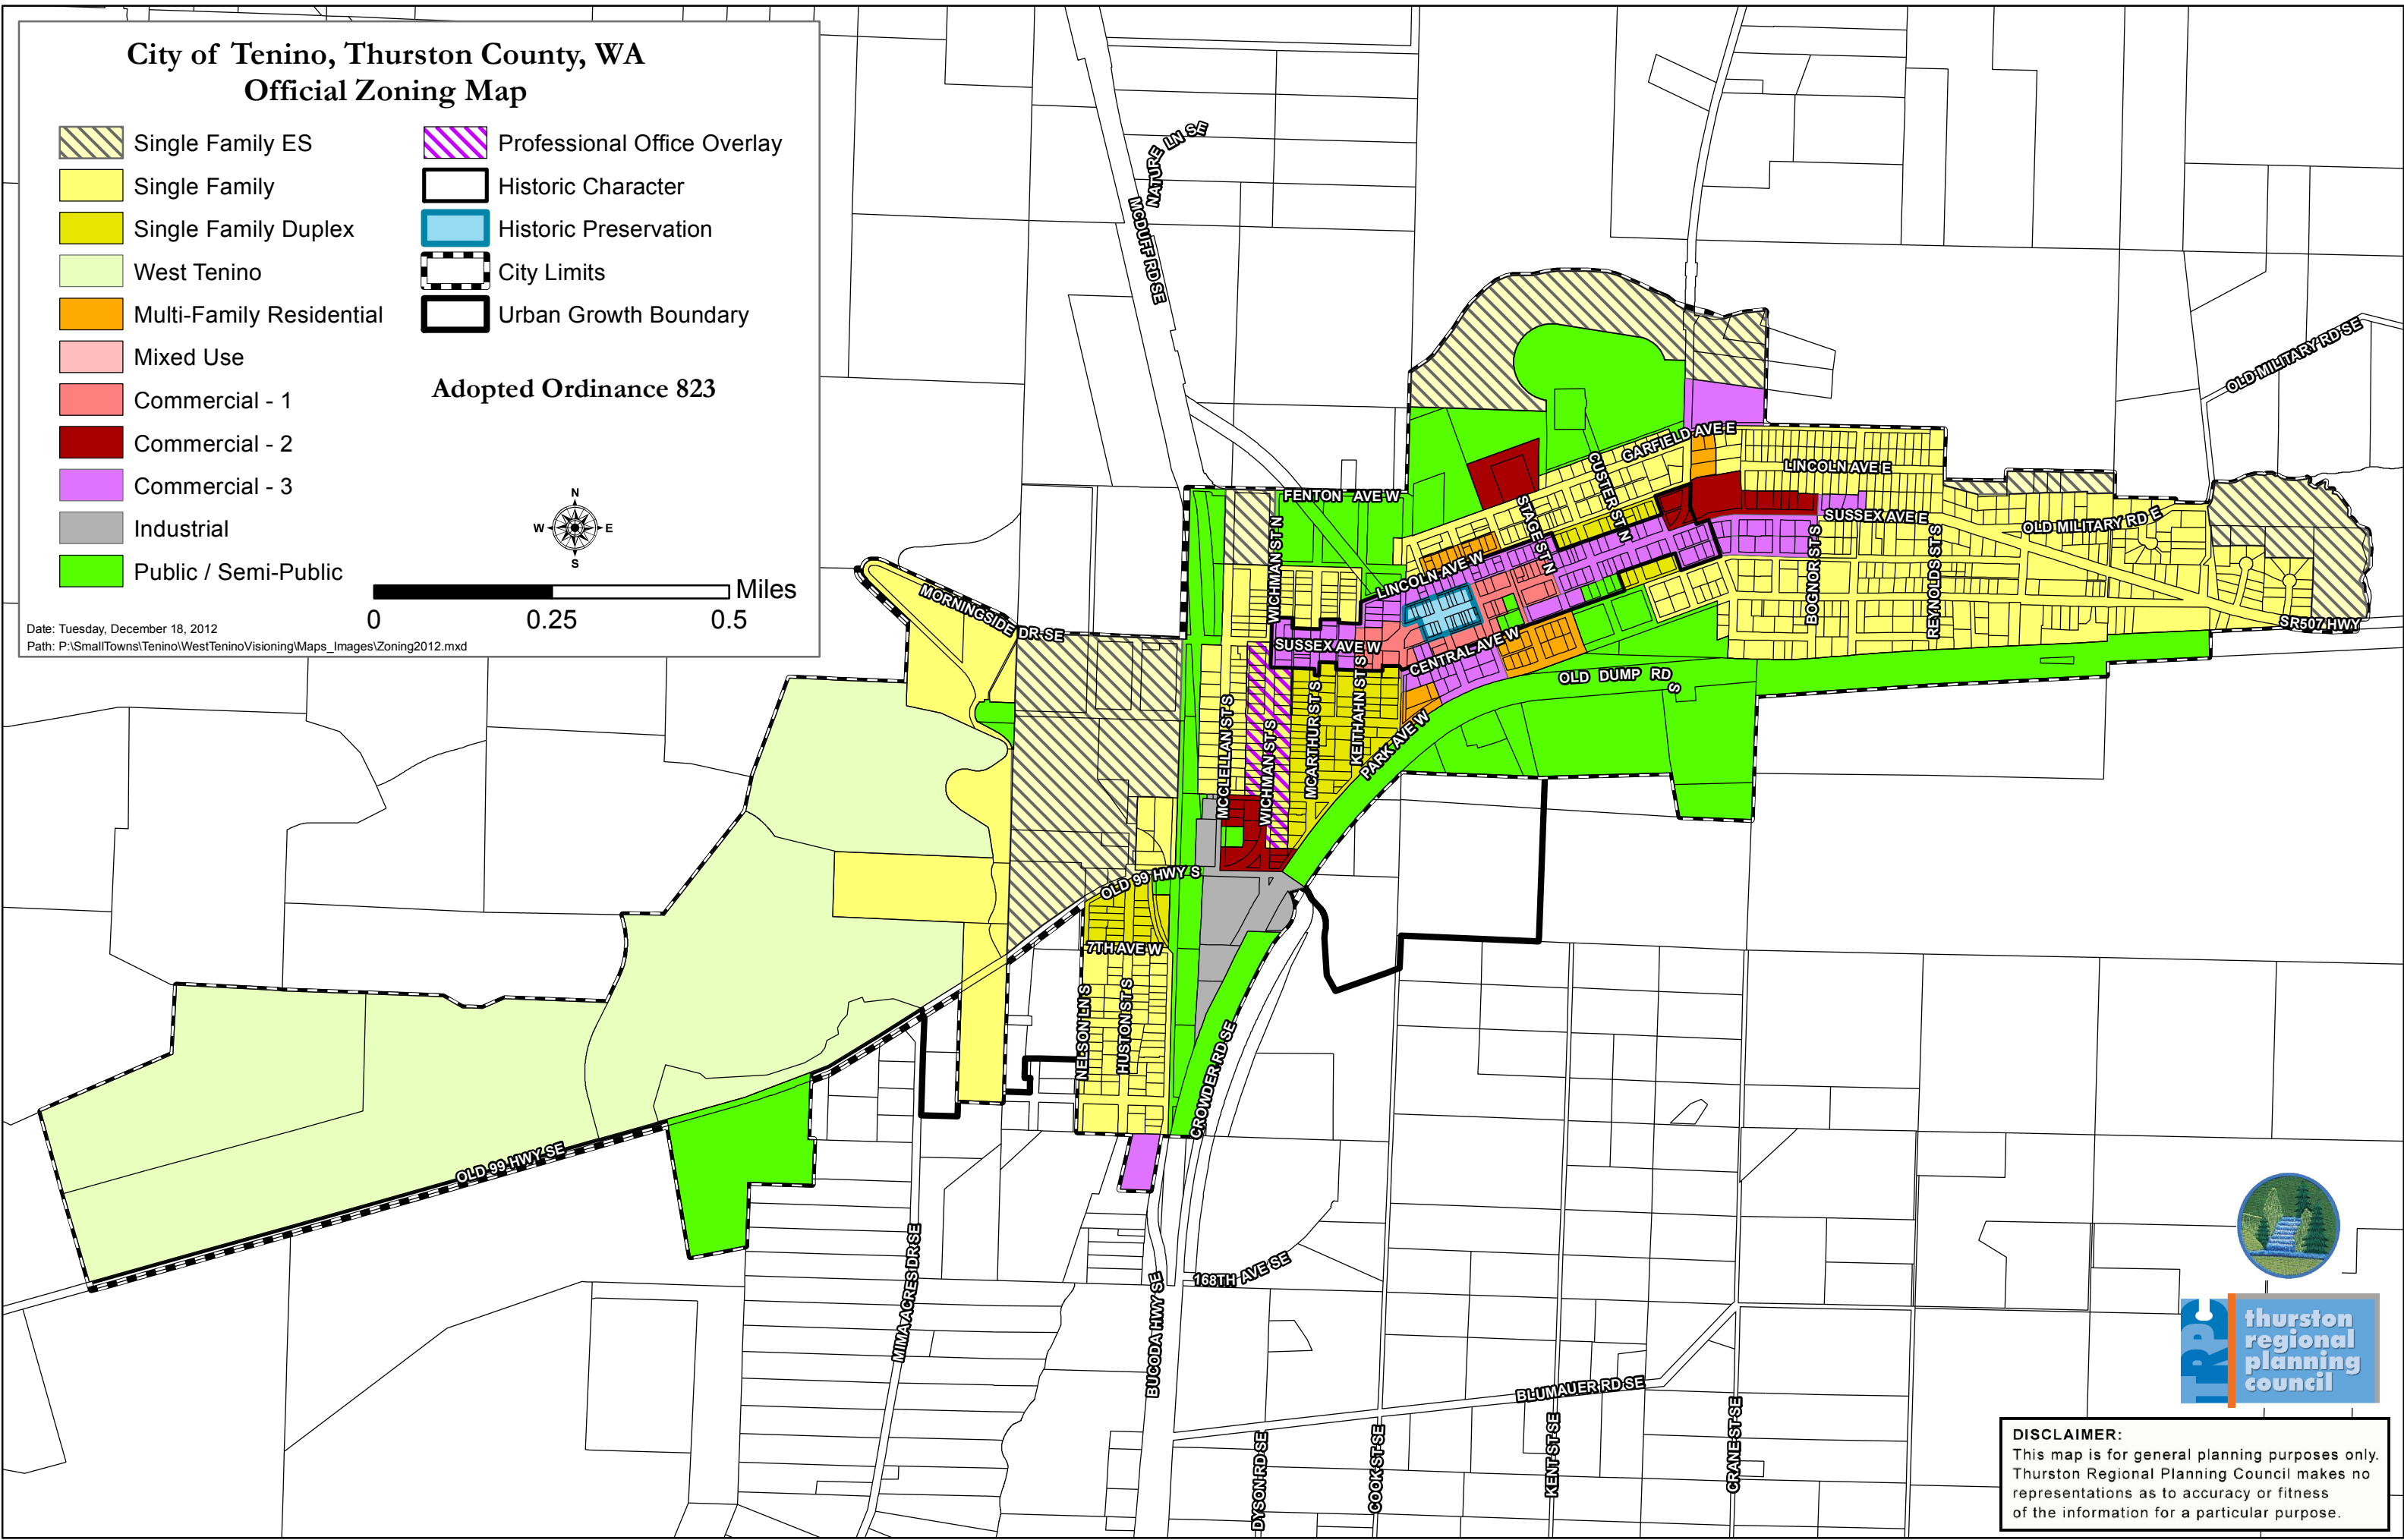 City of Tenino, Thurston County, WA
Official Zoning Map
Single Family ES
Single Family
Single Family Duplex
West Tenino
Multi-Family Residential
Mixed Use
Commercial - 1
Commercial - 2
Commercial - 3
Industrial
Public / Semi-Public
Professional Office Overlay
Historic Character
Historic Preservation
City Limits
Urban Growth Boundary
Adopted Ordinance 823
N
W
E
S
Miles
0
0.25
0.5
Date: Tuesday, December 18, 2012
Path: P:\SmallTowns\Tenino\WestTeninoVisioning\Maps_Images\Zoning2012.mxd
NATURE LN SE
MCDUFF RD SE
OLD MILITARY RD SE
GARFIELD AVE E
LINCOLN AVE E
FENTON AVE W
CUSTER ST N
STAGE ST N
WICHMAN ST N
SUSSEX AVE E
OLD MILITARY RD E
LINCOLN AVE W
BOGNOR ST S
REYNOLDS ST S
MORNINGSIDE DR SE
SR507 HWY
SUSSEX AVE W
CENTRAL AVE W
OLD DUMP RD S
MCCLELLAN ST S
WICHMAN ST S
MCARTHUR ST S
KEITHAHN ST S
PARK AVE W
OLD 99 HWY S
7TH AVE W
NELSON LN S
HUSTON ST S
CROWDER RD SE
OLD 99 HWY SE
MIMA ACRES DR SE
BUCODA HWY SE
168TH AVE SE
BLUMAUER RD SE
DYSON RD SE
COOK ST SE
KENT ST SE
CRANE ST SE
TRPC
thurston
regional
planning
council
DISCLAIMER:
This map is for general planning purposes only.
Thurston Regional Planning Council makes no
representations as to accuracy or fitness
of the information for a particular purpose.